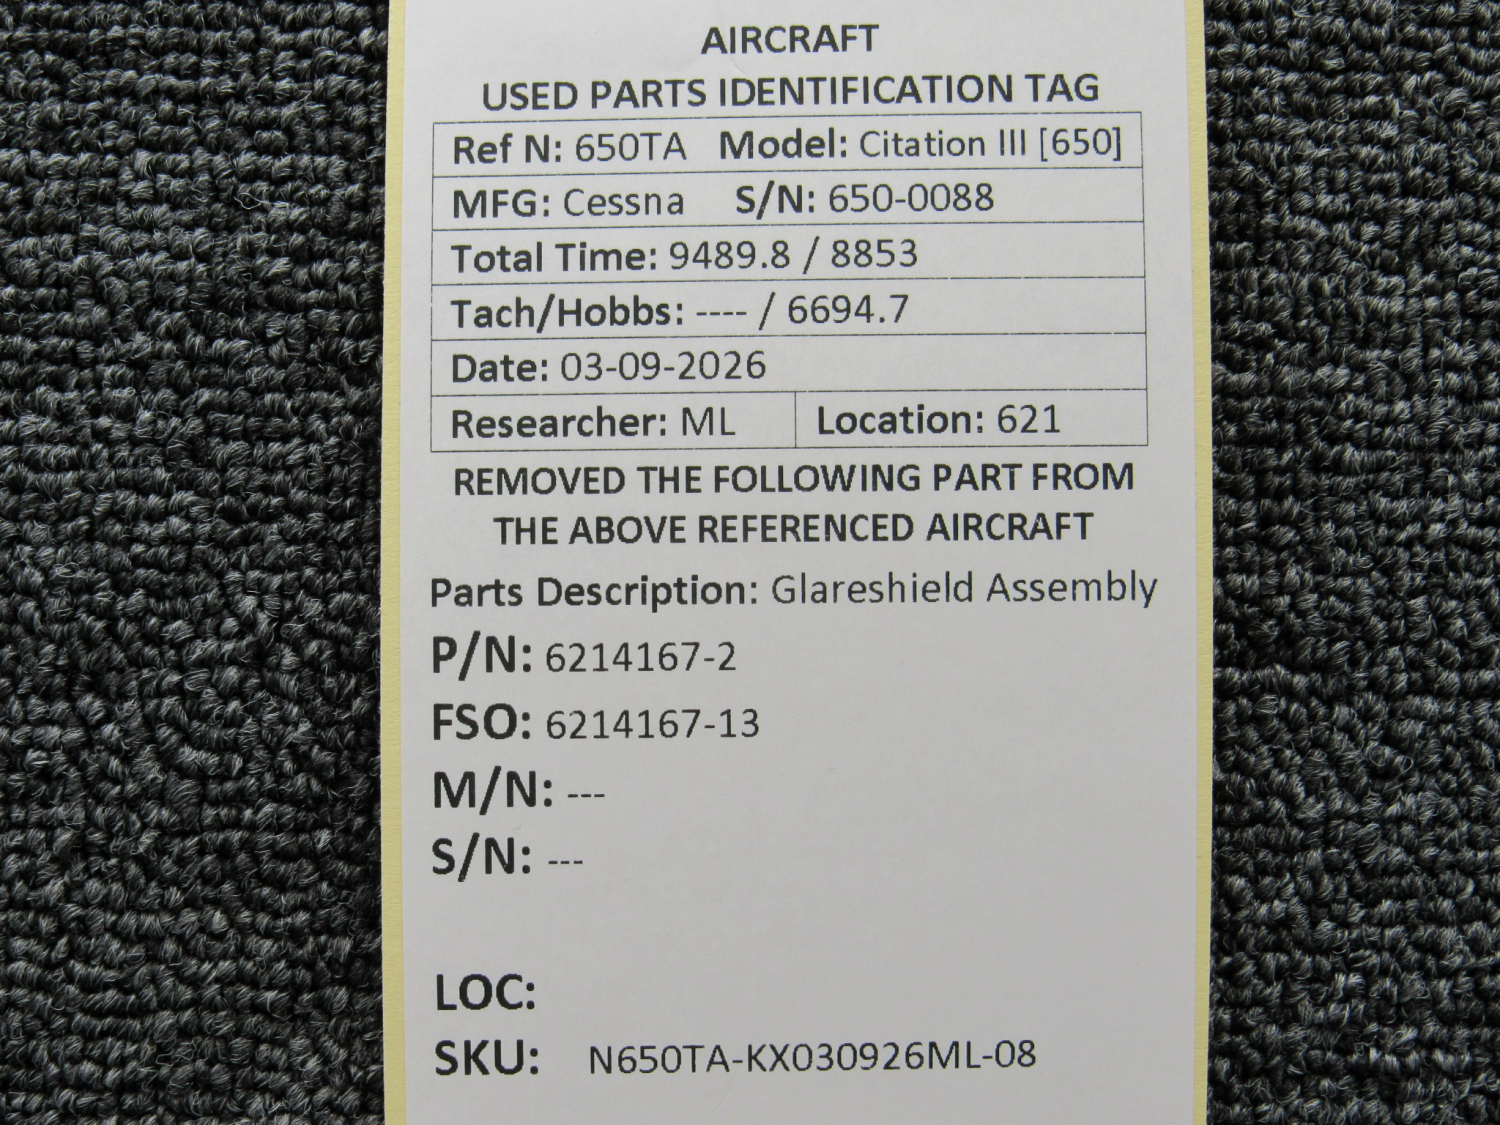 AIRCRAFT
USED PARTS IDENTIFICATION TAG
Ref N: 650TA Model: Citation III [650]
MFG: Cessna S/N: 650-0088
Total Time: 9489.8 / 8853
Tach/Hobbs: ---- / 6694.7
Date: 03-09-2026
Researcher: ML Location: 621
REMOVED THE FOLLOWING PART FROM
THE ABOVE REFERENCED AIRCRAFT
Parts Description: Glareshield Assembly
P/N: 6214167-2
FSO: 6214167-13
M/N: ---
S/N: ---
LOC:
SKU: N650TA-KX030926ML-08